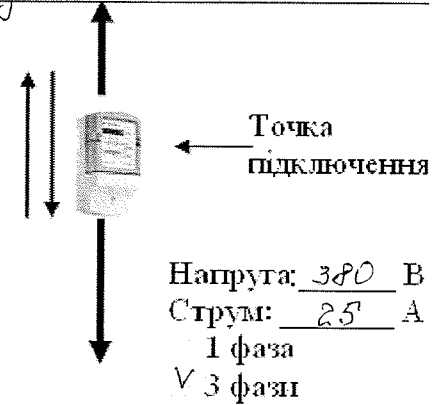 Точка
підключення
Напруга: 380 В
Струм: 25 А
1 фаза
V 3 фази